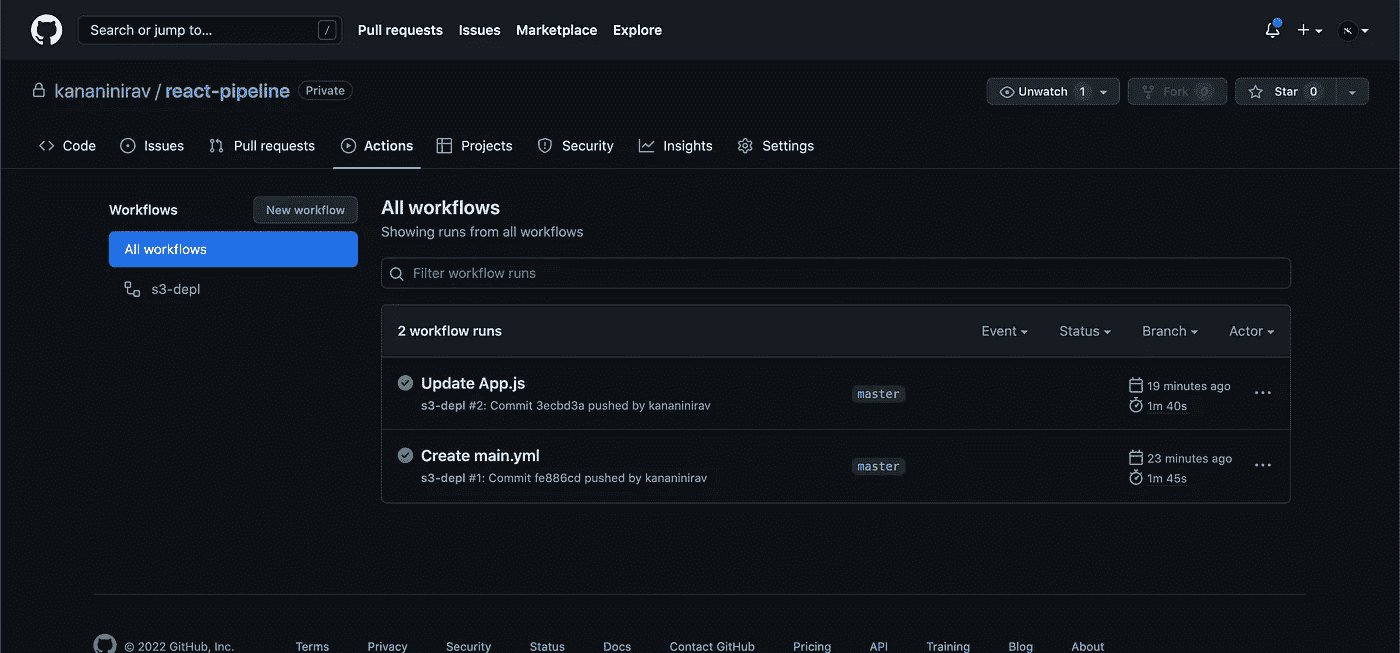 Search or jump to... /
Pull requests Issues Marketplace Explore
kananinirav / react-pipeline Private
Unwatch 1 Fork 0 Star 0
Code Issues Pull requests Actions Projects Security Insights Settings
Workflows New workflow
All workflows
s3-depl
All workflows
Showing runs from all workflows
Filter workflow runs
2 workflow runs Event Status Branch Actor
Update App.js
s3-depl #2: Commit 3ecbd3a pushed by kananinirav
master
19 minutes ago
1m 40s
Create main.yml
s3-depl #1: Commit fe886cd pushed by kananinirav
master
23 minutes ago
1m 45s
© 2022 GitHub, Inc. Terms Privacy Security Status Docs Contact GitHub Pricing API Training Blog About